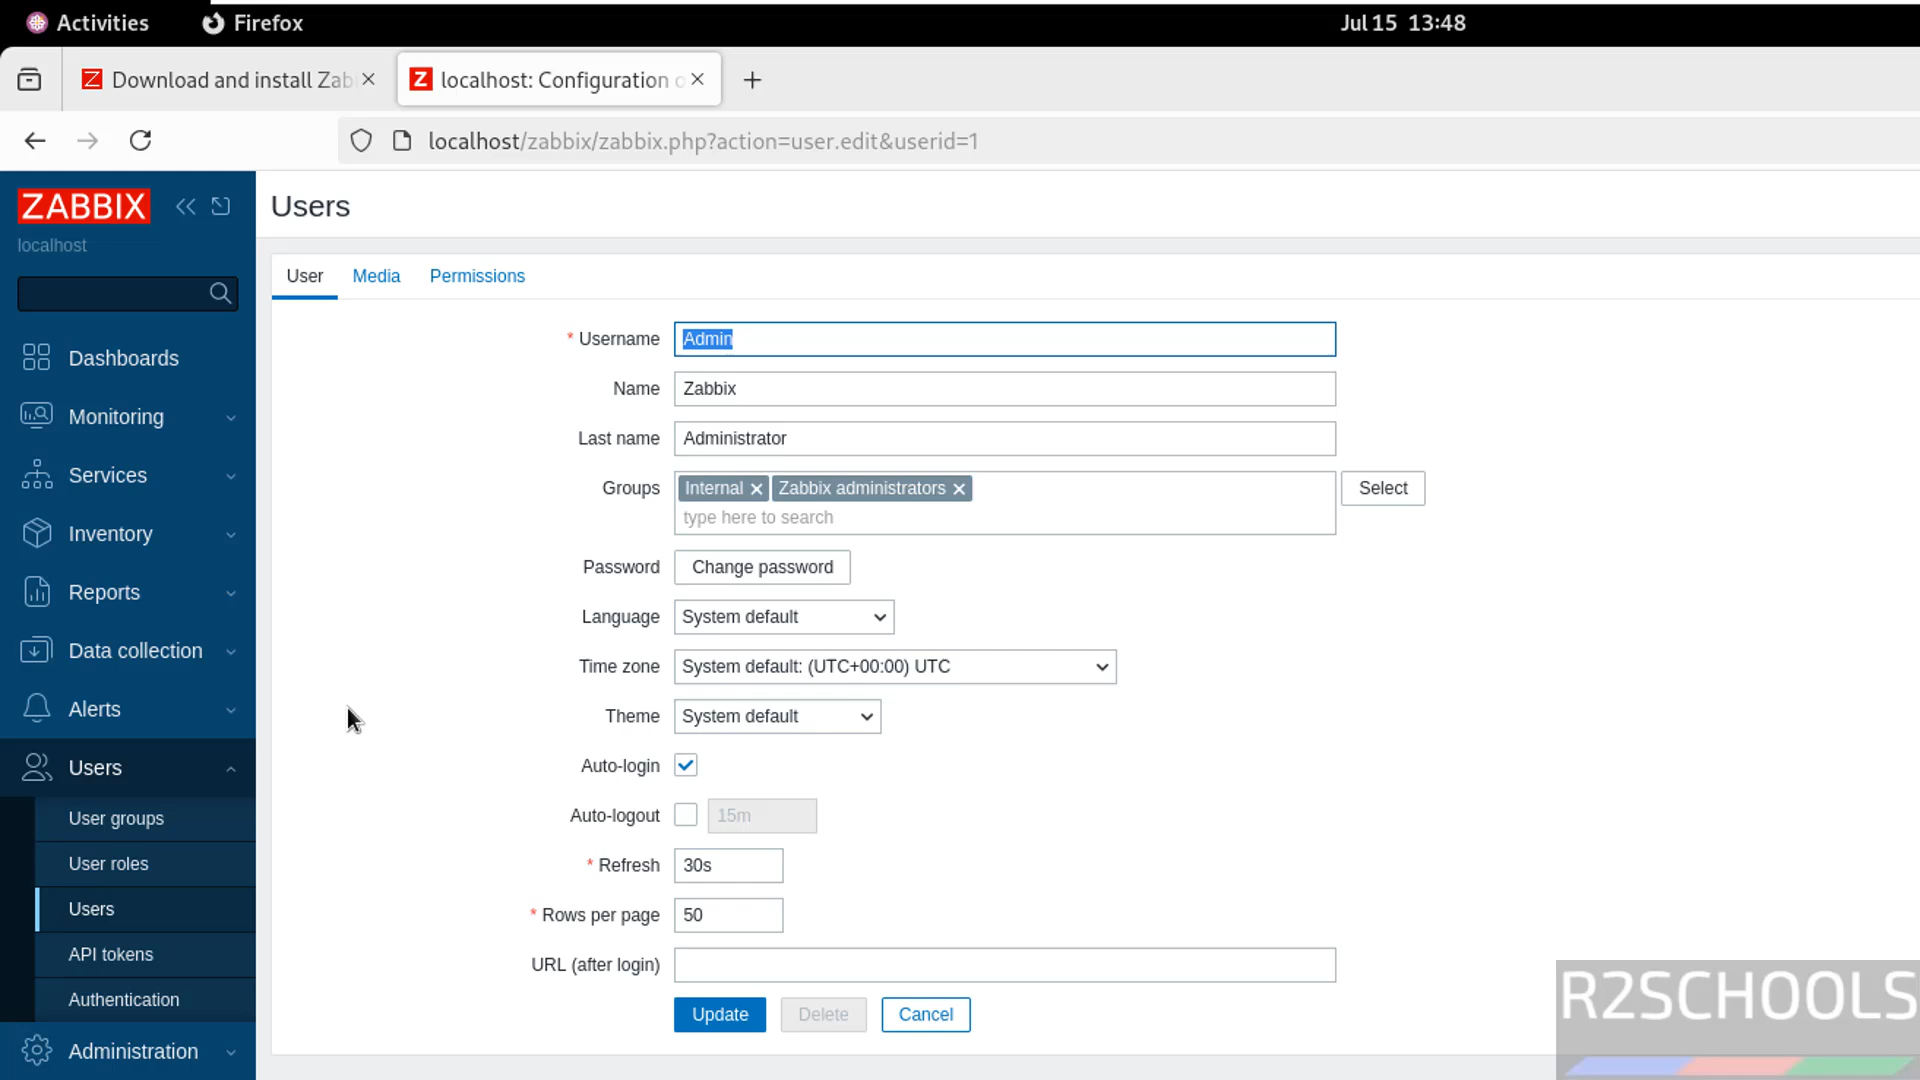 Activities Firefox Jul 15 13:48
Download and install Zab localhost: Configuration o
localhost/zabbix/zabbix.php?action=user.edit&userid=1
ZABBIX
localhost
Dashboards
Monitoring
Services
Inventory
Reports
Data collection
Alerts
Users
User groups
User roles
Users
API tokens
Authentication
Administration
Users
User Media Permissions
* Username Admin
Name Zabbix
Last name Administrator
Groups Internal Zabbix administrators Select
type here to search
Password Change password
Language System default
Time zone System default: (UTC+00:00) UTC
Theme System default
Auto-login
Auto-logout 15m
* Refresh 30s
* Rows per page 50
URL (after login)
Update Delete Cancel
R2SCHOOLS